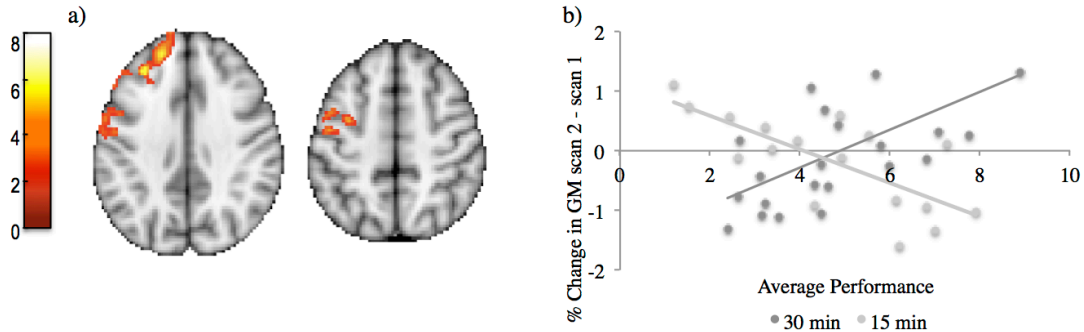 a)
8
6
4
2
0
b)
% Change in GM scan 2 - scan 1
2
1
0
-1
-2
0 2 4 6 8 10
Average Performance
30 min 15 min